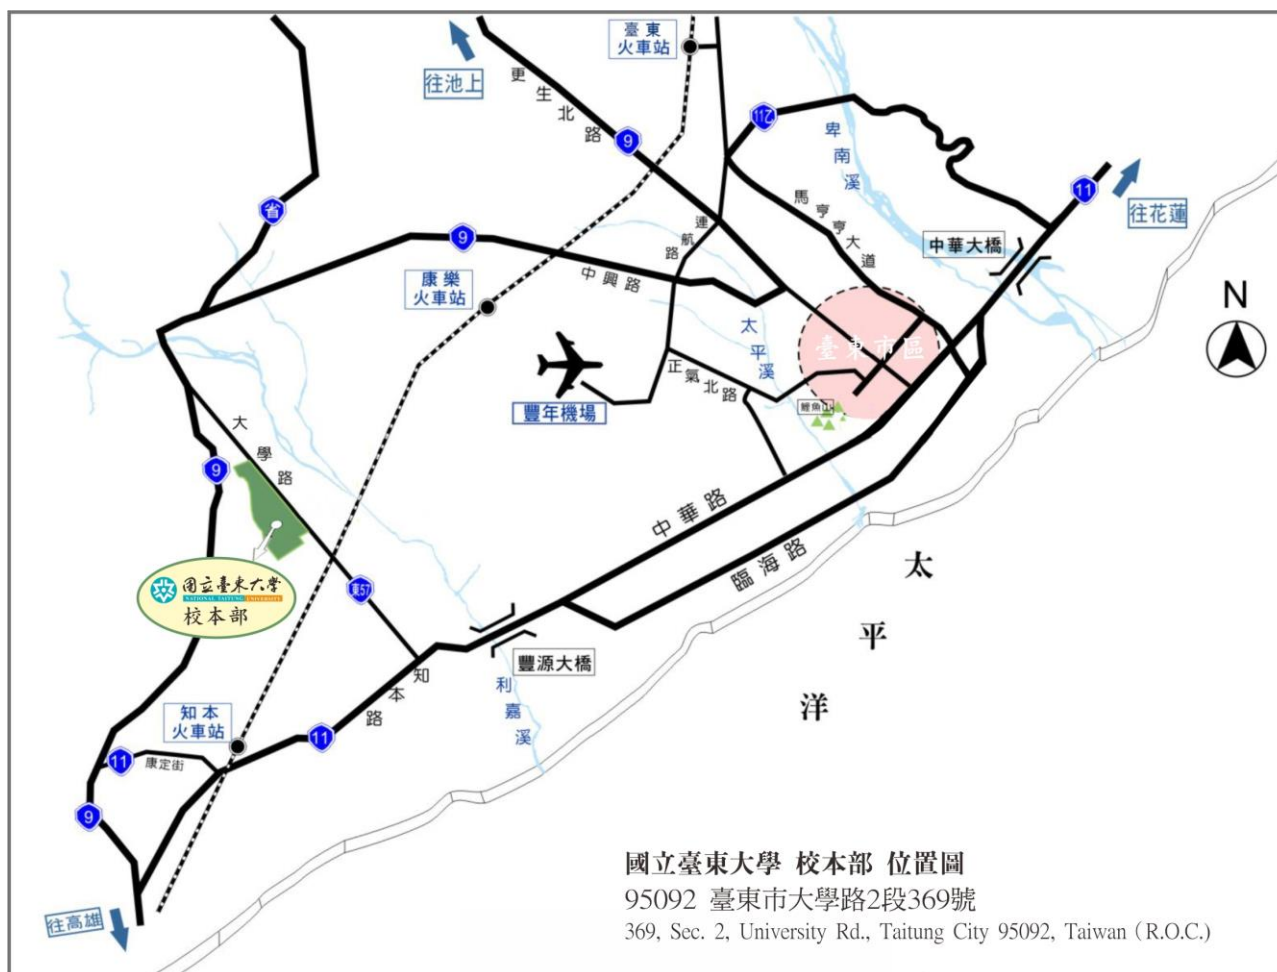 臺東
火車站
往池上
更生北路
9
11乙
卑南溪
11
往花蓮
省
9
連航路
馬亨亨大道
中華大橋
康樂
火車站
中興路
N
太平溪
臺東市區
正氣北路
豐年機場
鯉魚山
大學路
9
中華路
臨海路
太平洋
國立臺東大學
NATIONAL TAITUNG UNIVERSITY
校本部
東57
豐源大橋
知本路
利嘉溪
知本
火車站
11
11
康定街
9
往高雄
國立臺東大學 校本部 位置圖
95092 臺東市大學路2段369號
369, Sec. 2, University Rd., Taitung City 95092, Taiwan (R.O.C.)